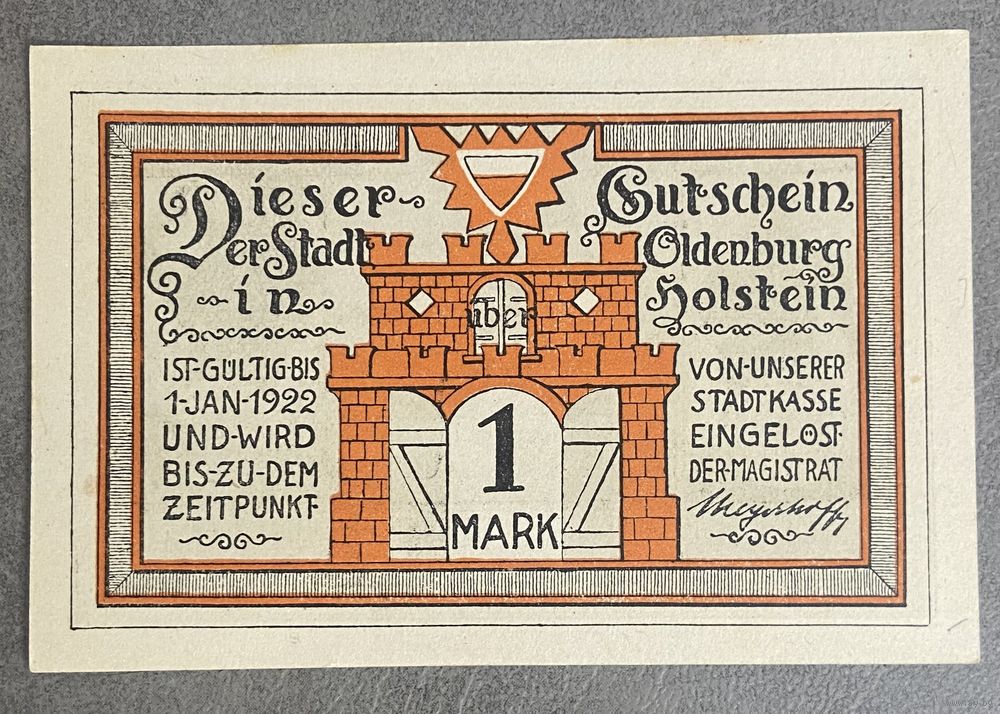 Dieser Gutschein
Der Stadt Oldenburg
in Holstein
über
1
MARK
IST-GÜLTIG-BIS
1-JAN-1922
UND-WIRD
BIS-ZU-DEM
ZEITPUNKT-
VON-UNSERER
STADTKASSE
EINGELÖST-
DER-MAGISTRAT